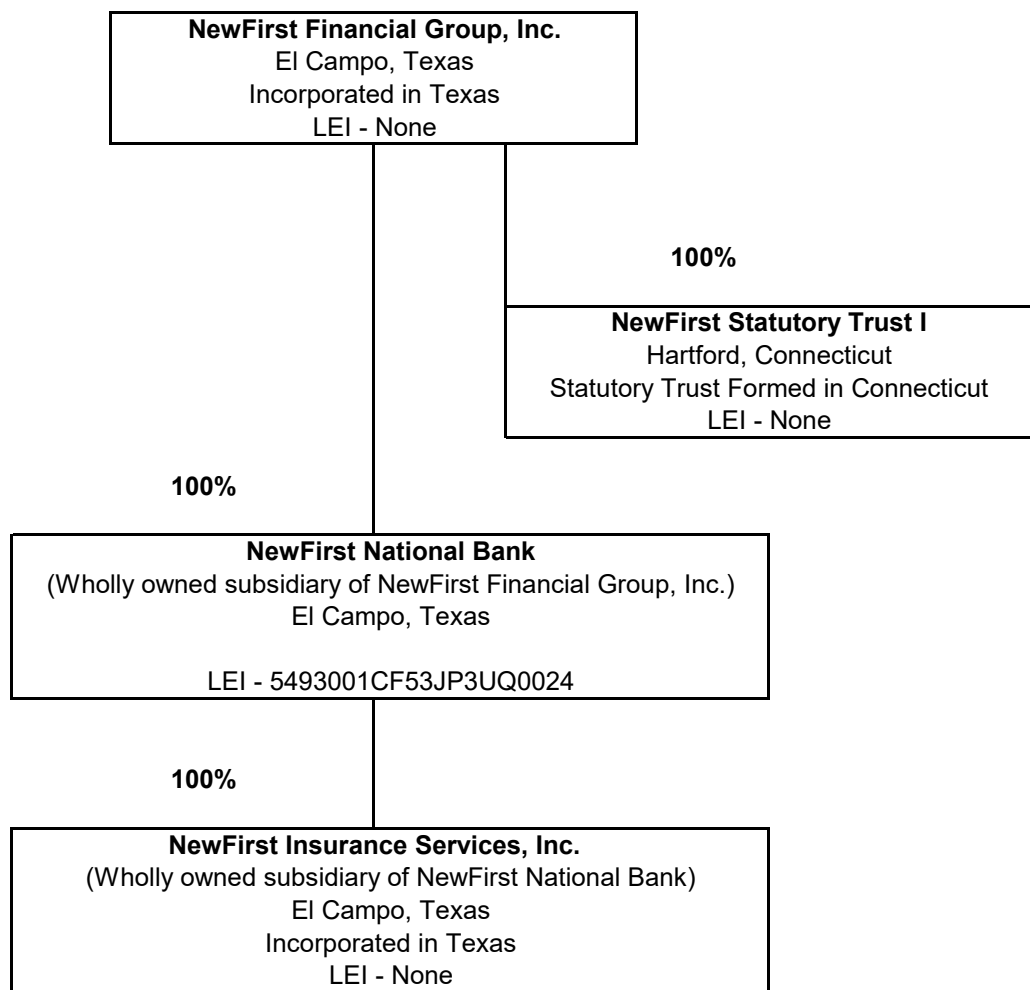 NewFirst Financial Group, Inc.
El Campo, Texas
Incorporated in Texas
LEI - None
100%
NewFirst Statutory Trust I
Hartford, Connecticut
Statutory Trust Formed in Connecticut
LEI - None
100%
NewFirst National Bank
(Wholly owned subsidiary of NewFirst Financial Group, Inc.)
El Campo, Texas
LEI - 5493001CF53JP3UQ0024
100%
NewFirst Insurance Services, Inc.
(Wholly owned subsidiary of NewFirst National Bank)
El Campo, Texas
Incorporated in Texas
LEI - None